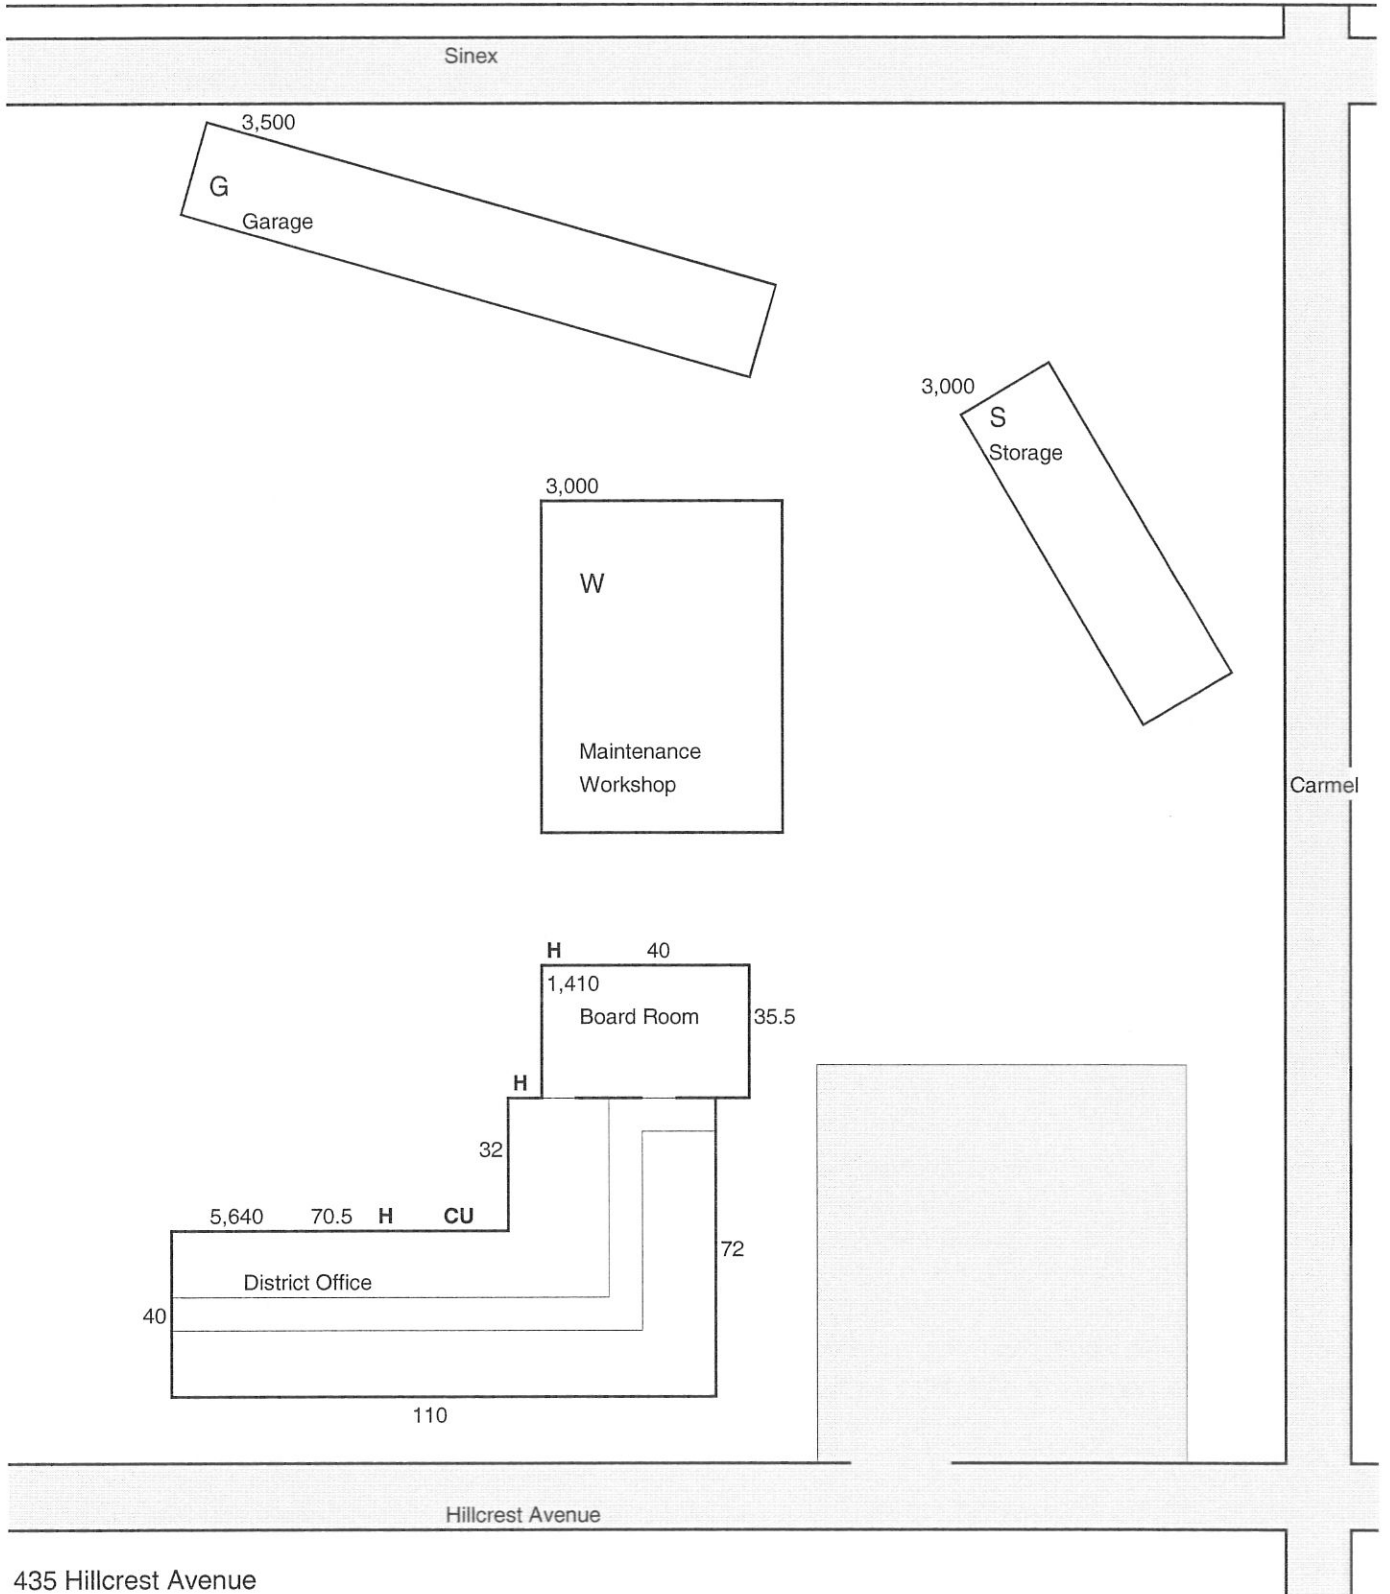 Sinex
3,500
G
Garage
3,000
S
Storage
3,000
W
Maintenance
Workshop
Carmel
H 40
1,410
Board Room
35.5
H
32
5,640 70.5 H CU
72
District Office
40
110
Hillcrest Avenue
435 Hillcrest Avenue